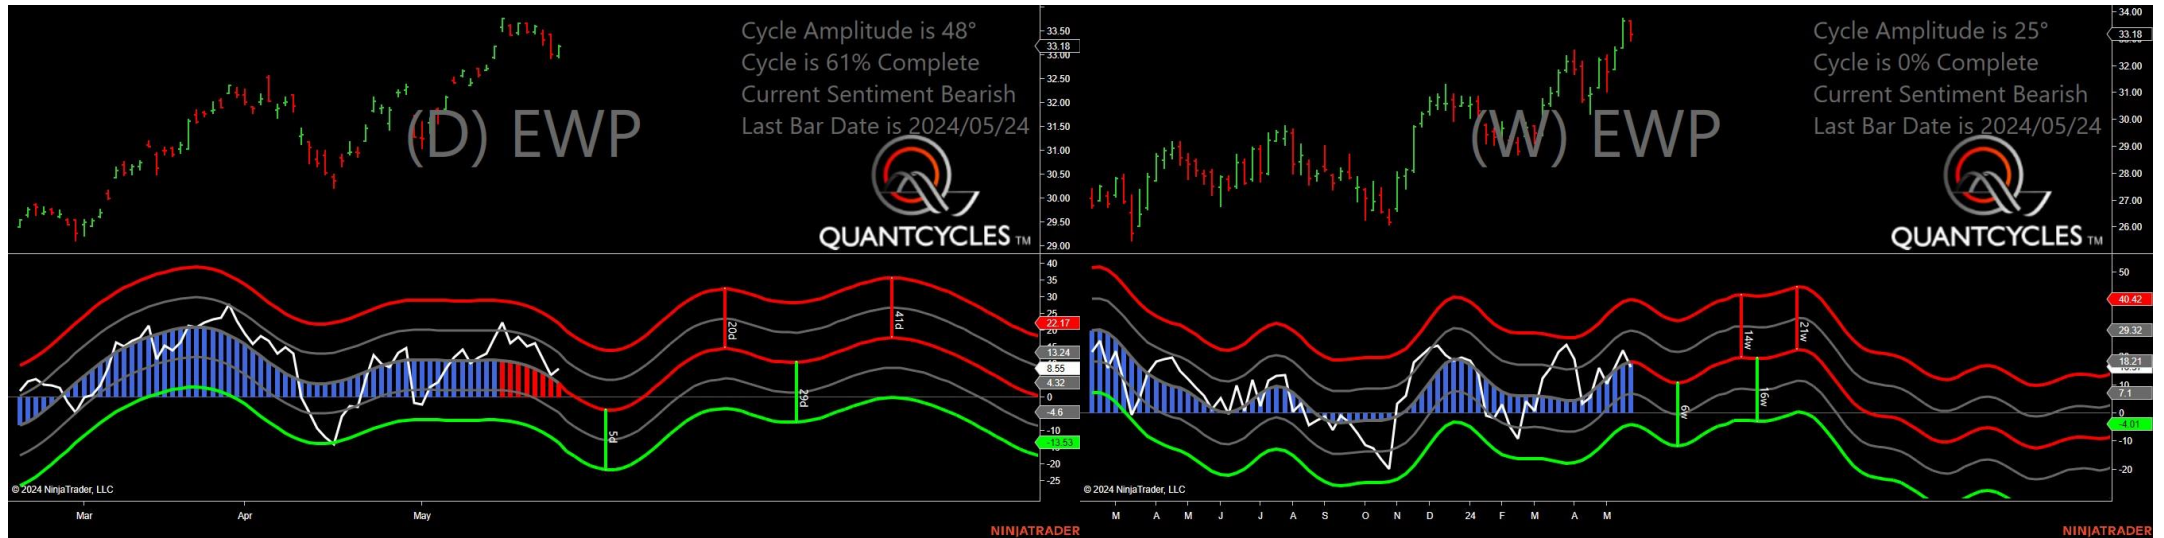 Cycle Amplitude is 48°
Cycle is 61% Complete
Current Sentiment Bearish
Last Bar Date is 2024/05/24
(D) EWP
QUANTCYCLES TM
33.50
33.18
33.00
32.50
32.00
31.50
31.00
30.50
30.00
29.50
29.00
40
35
30
25
22.17
20
13.24
8.55
4.32
0
-4.6
-10
-13.53
-20
-25
5d
20d
29d
41d
© 2024 NinjaTrader, LLC
Mar Apr May
NINJATRADER
Cycle Amplitude is 25°
Cycle is 0% Complete
Current Sentiment Bearish
Last Bar Date is 2024/05/24
(W) EWP
QUANTCYCLES TM
34.00
33.18
32.00
31.00
30.00
29.00
28.00
27.00
26.00
50
40.42
29.32
18.21
10
7.1
0
-4.01
-10
-20
6w
14w
16w
21w
© 2024 NinjaTrader, LLC
M A M J J A S O N D 24 F M A M
NINJATRADER